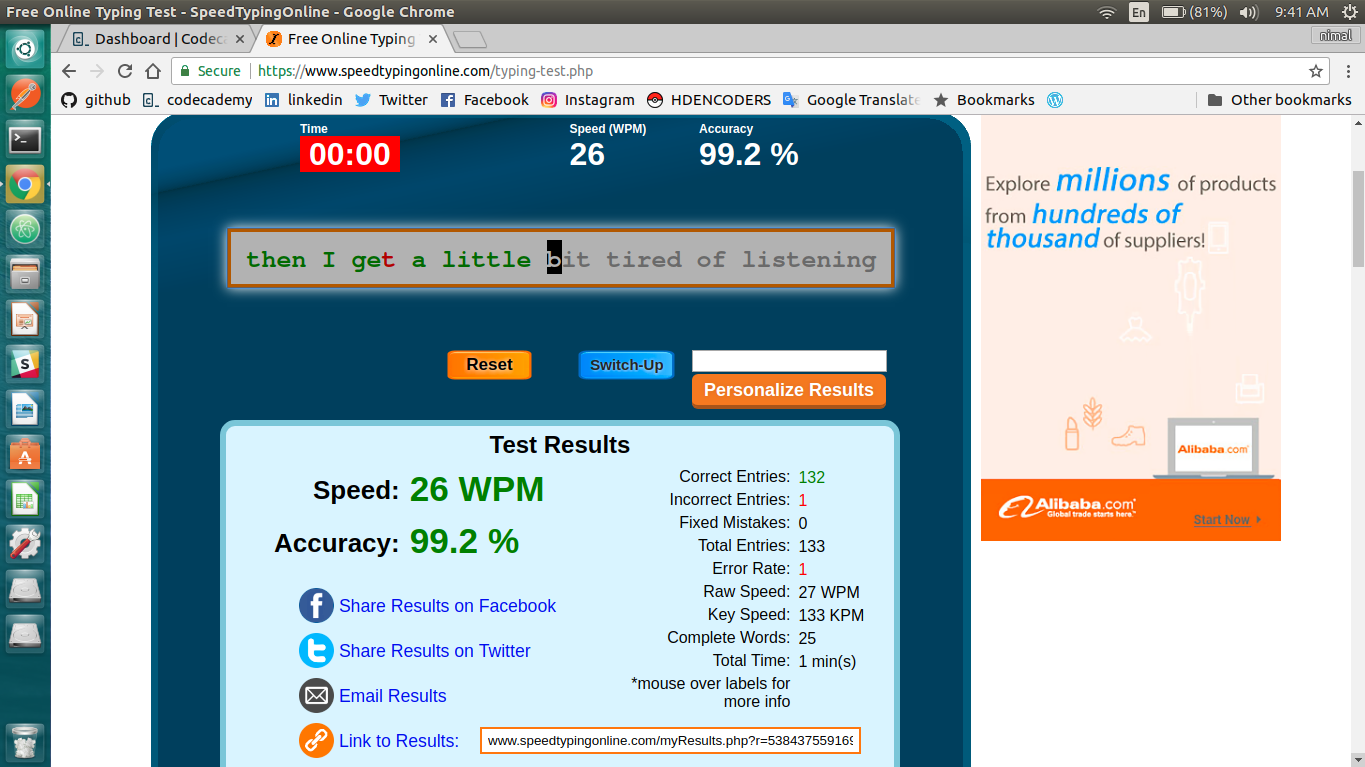 Free Online Typing Test - SpeedTypingOnline - Google Chrome
En (81%) 9:41 AM
Dashboard | Codeca
Free Online Typing
nimal
Secure https://www.speedtypingonline.com/typing-test.php
github codecademy linkedin Twitter Facebook Instagram HDENCODERS Google Translate Bookmarks Other bookmarks
Time Speed (WPM) Accuracy
00:00 26 99.2 %
then I get a little bit tired of listening
Reset Switch-Up
Personalize Results
Test Results
Speed: 26 WPM
Accuracy: 99.2 %
Share Results on Facebook
Share Results on Twitter
Email Results
Link to Results: www.speedtypingonline.com/myResults.php?r=538437559169
Correct Entries: 132
Incorrect Entries: 1
Fixed Mistakes: 0
Total Entries: 133
Error Rate: 1
Raw Speed: 27 WPM
Key Speed: 133 KPM
Complete Words: 25
Total Time: 1 min(s)
*mouse over labels for
more info
Explore millions of products
from hundreds of
thousand of suppliers!
Alibaba.com
Alibaba.com
Global trade starts here.™
Start Now